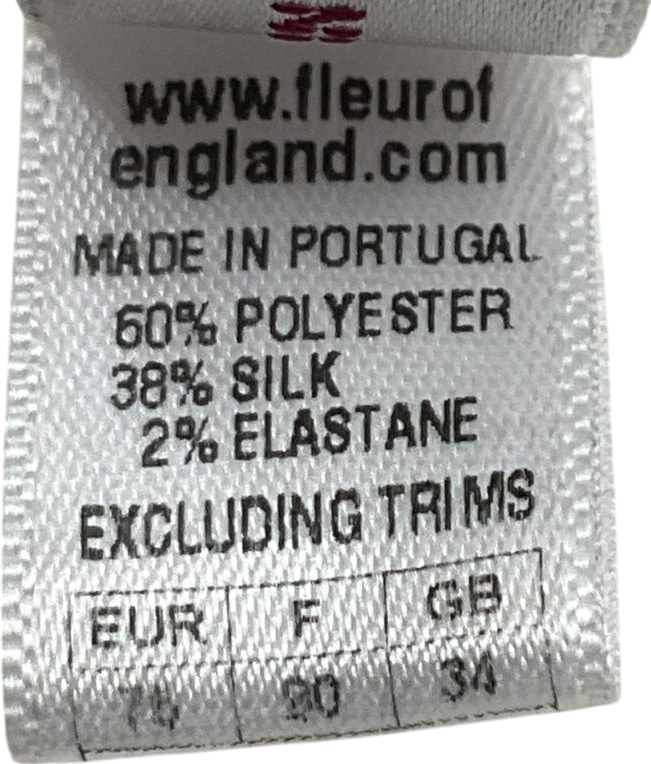 www.fleurof
england.com
MADE IN PORTUGAL
60% POLYESTER
38% SILK
2% ELASTANE
EXCLUDING TRIMS
EUR F GB
75 90 34